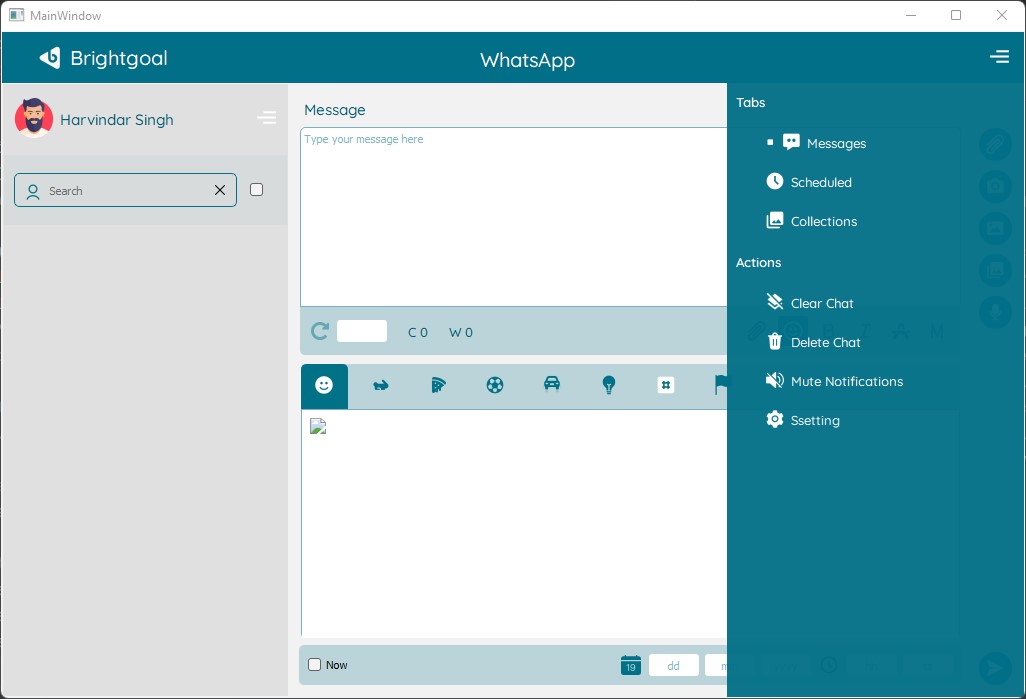 MainWindow
Brightgoal
WhatsApp
Harvindar Singh
Search
Message
Type your message here
C 0 W 0
Now
19
dd
Tabs
Messages
Scheduled
Collections
Actions
Clear Chat
Delete Chat
Mute Notifications
Ssetting